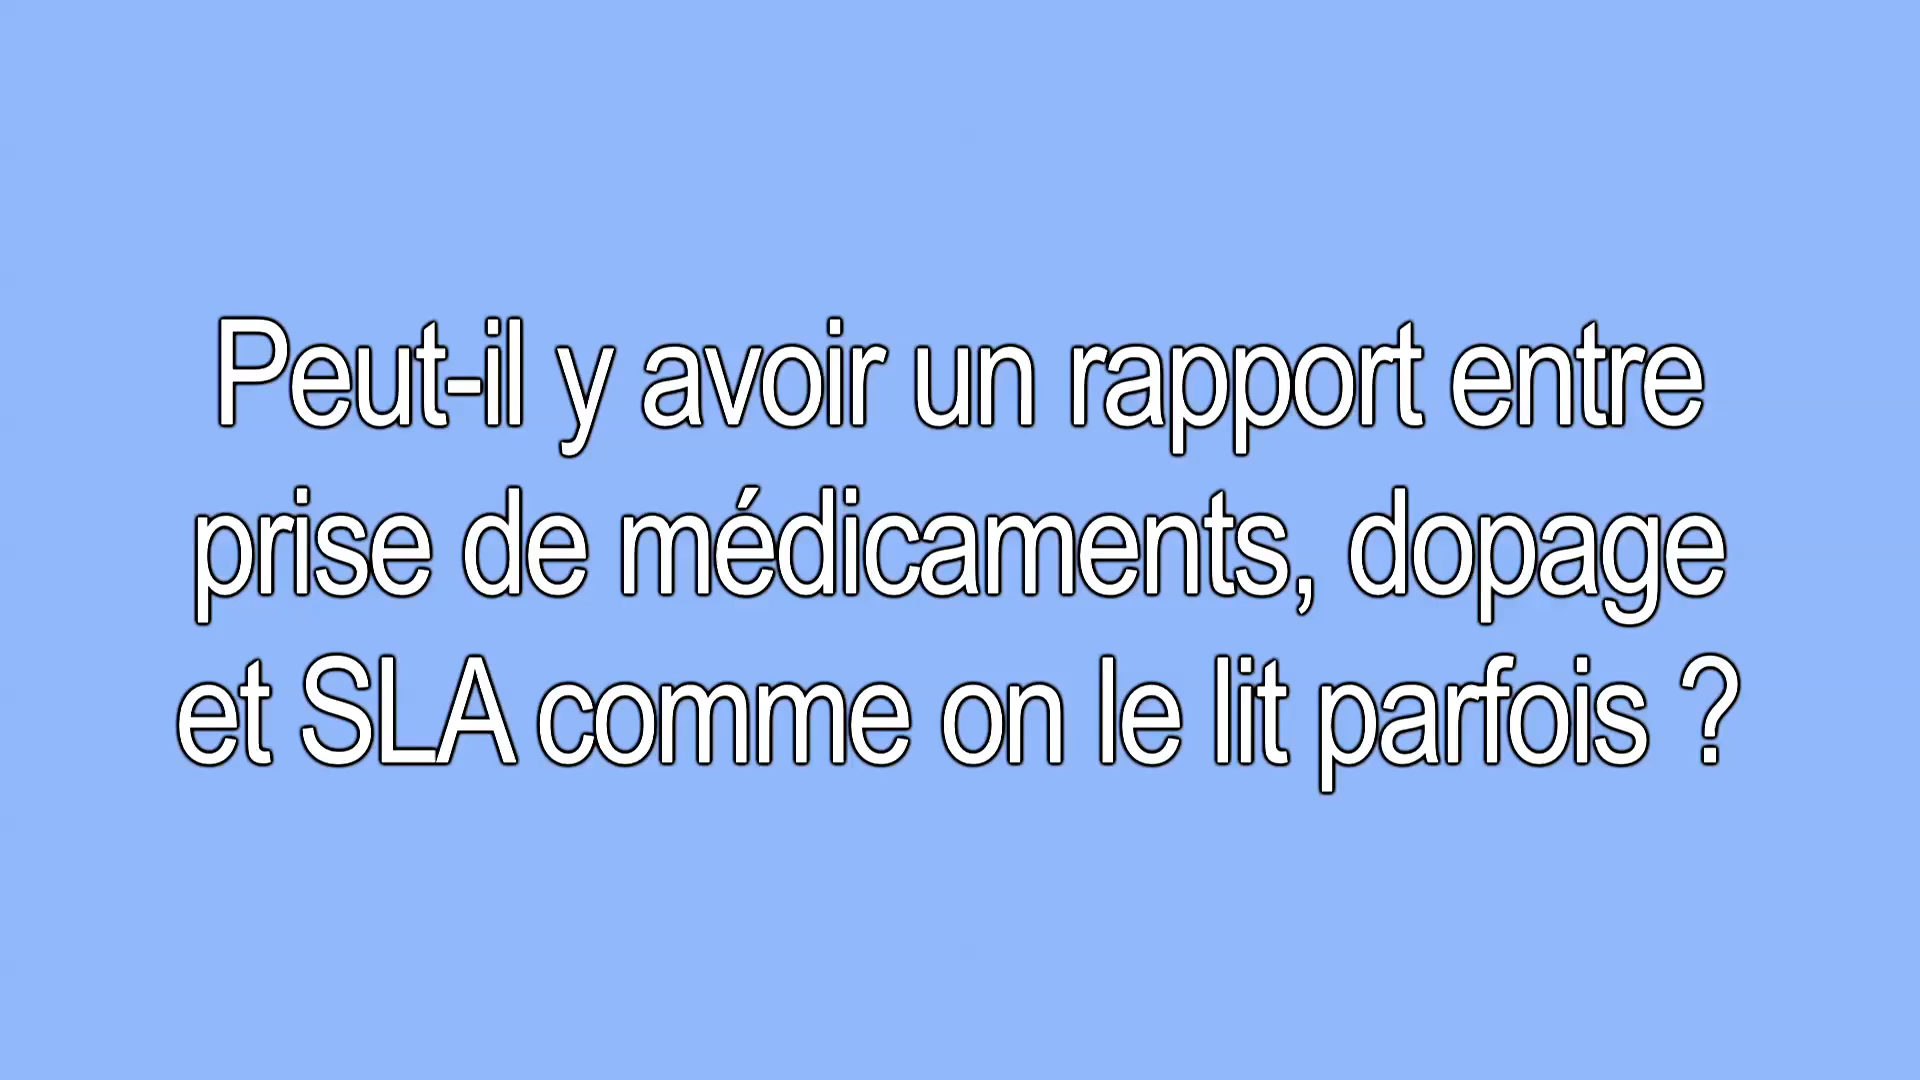 Peut-il y avoir un rapport entre
prise de médicaments, dopage
et SLA comme on le lit parfois ?